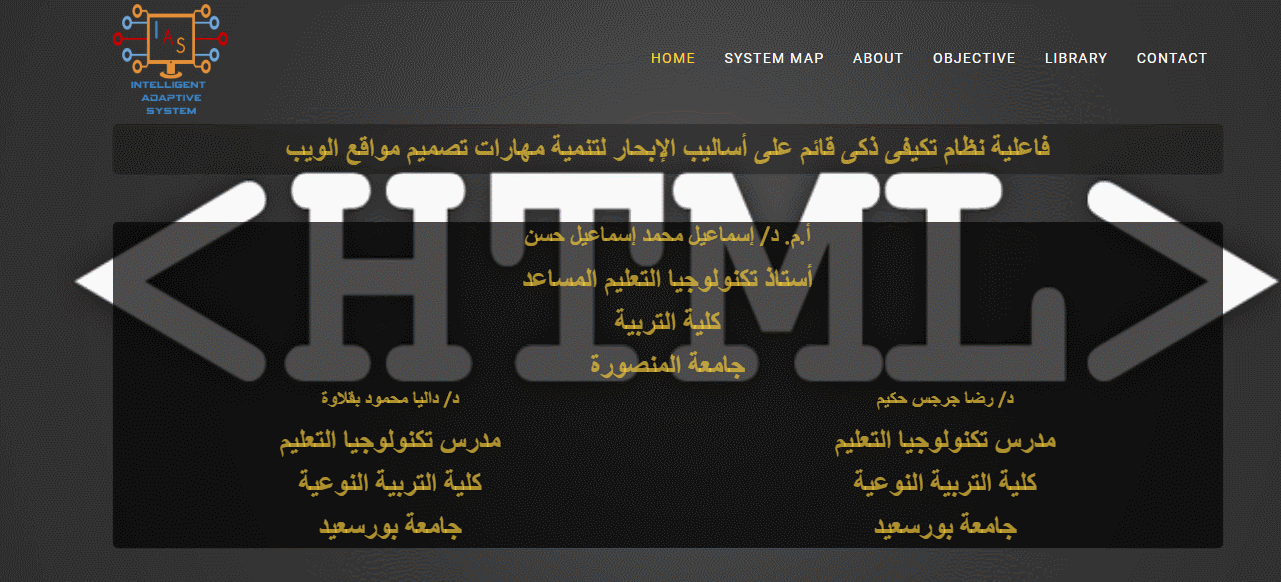 I A S
INTELLIGENT
ADAPTIVE
SYSTEM
HOME SYSTEM MAP ABOUT OBJECTIVE LIBRARY CONTACT
فاعلية نظام تكيفى ذكى قائم على أساليب الإبحار لتنمية مهارات تصميم مواقع الويب
<HTML>
أ.م. د/ إسماعيل محمد إسماعيل حسن
أستاذ تكنولوجيا التعليم المساعد
كلية التربية
جامعة المنصورة
د/ رضا جرجس حكيم
مدرس تكنولوجيا التعليم
كلية التربية النوعية
جامعة بورسعيد
د/ داليا محمود بقلاوة
مدرس تكنولوجيا التعليم
كلية التربية النوعية
جامعة بورسعيد